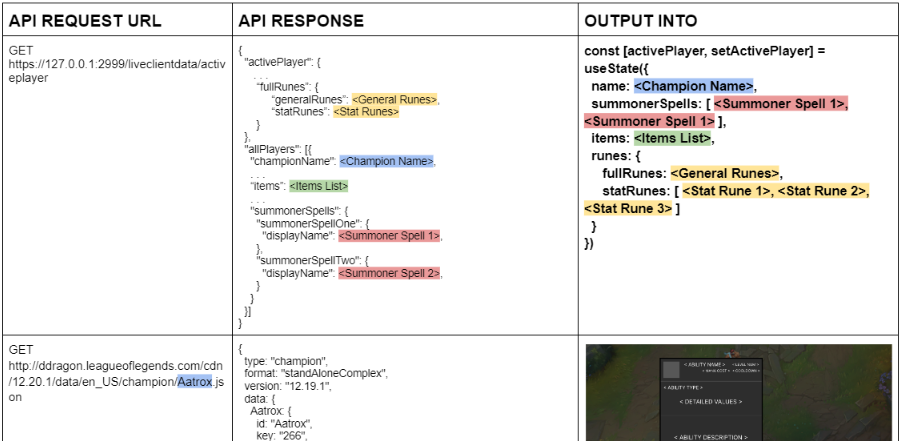 API REQUEST URL
API RESPONSE
OUTPUT INTO
GET
https://127.0.0.1:2999/liveclientdata/activ
eplayer
{
"activePlayer": {
. . .
"fullRunes": {
"generalRunes": <General Runes>,
"statRunes": <Stat Runes>
}
},
"allPlayers": [{
"championName": <Champion Name>,
. . .
"items": <Items List>
. . .
"summonerSpells": {
"summonerSpellOne": {
"displayName": <Summoner Spell 1>,
},
"summonerSpellTwo": {
"displayName": <Summoner Spell 2>,
}
}
}]
}
const [activePlayer, setActivePlayer] =
useState({
name: <Champion Name>,
summonerSpells: [ <Summoner Spell 1>,
<Summoner Spell 1> ],
items: <Items List>,
runes: {
fullRunes: <General Runes>,
statRunes: [ <Stat Rune 1>, <Stat Rune 2>,
<Stat Rune 3> ]
}
})
GET
http://ddragon.leagueoflegends.com/cdn
/12.20.1/data/en_US/champion/Aatrox.js
on
{
type: "champion",
format: "standAloneComplex",
version: "12.19.1",
data: {
Aatrox: {
id: "Aatrox",
key: "266",
< ABILITY NAME >
< ABILITY TYPE >
< DETAILED VALUES >
< ABILITY DESCRIPTION >